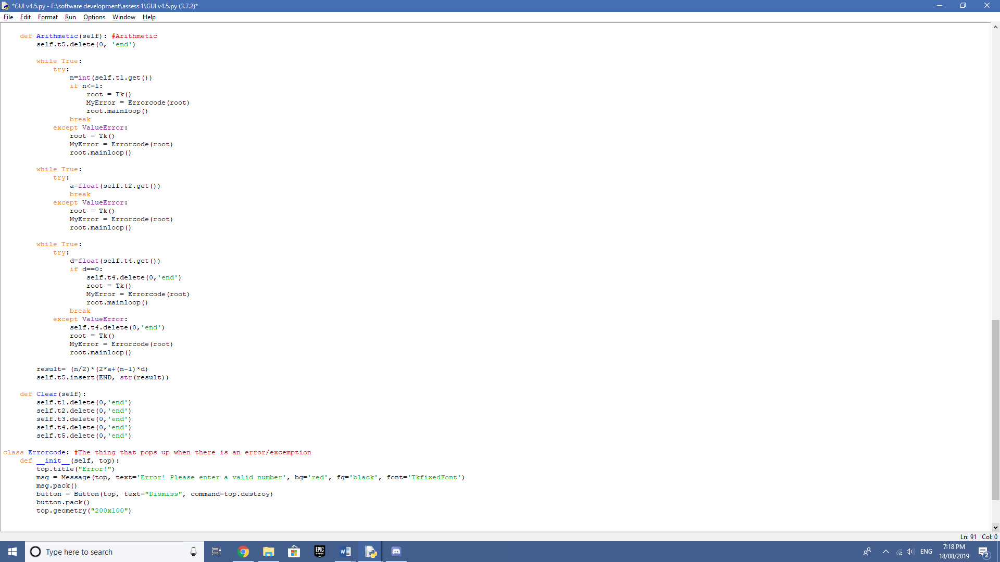 *GUI v4.5.py - F:\software development\assess 1\GUI v4.5.py (3.7.2)*
File Edit Format Run Options Window Help
def Arithmetic(self): #Arithmetic
self.t5.delete(0, 'end')
while True:
try:
n=int(self.t1.get())
if n<=1:
root = Tk()
MyError = Errorcode(root)
root.mainloop()
break
except ValueError:
root = Tk()
MyError = Errorcode(root)
root.mainloop()
while True:
try:
a=float(self.t2.get())
break
except ValueError:
root = Tk()
MyError = Errorcode(root)
root.mainloop()
while True:
try:
d=float(self.t4.get())
if d==0:
self.t4.delete(0,'end')
root = Tk()
MyError = Errorcode(root)
root.mainloop()
break
except ValueError:
self.t4.delete(0,'end')
root = Tk()
MyError = Errorcode(root)
root.mainloop()
result= (n/2)*(2*a+(n-1)*d)
self.t5.insert(END, str(result))
def Clear(self):
self.t1.delete(0,'end')
self.t2.delete(0,'end')
self.t3.delete(0,'end')
self.t4.delete(0,'end')
self.t5.delete(0,'end')
class Errorcode: #The thing that pops up when there is an error/excemption
def __init__(self, top):
top.title("Error!")
msg = Message(top, text='Error! Please enter a valid number', bg='red', fg='black', font='TkfixedFont')
msg.pack()
button = Button(top, text="Dismiss", command=top.destroy)
button.pack()
top.geometry("200x100")
Ln: 91 Col: 0
Type here to search
EPIC GAMES
W
ENG
7:18 PM
18/08/2019
2